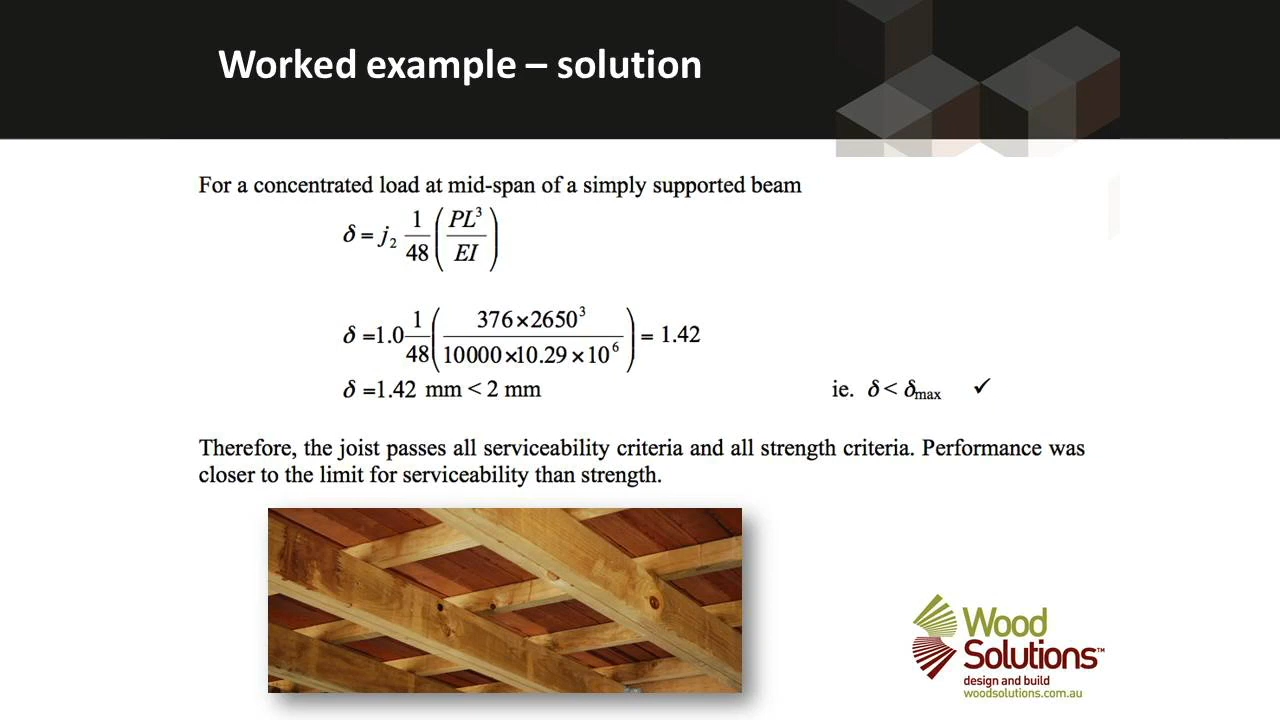 Worked example – solution
For a concentrated load at mid-span of a simply supported beam
δ = j₂ 1/48 (PL³/EI)
δ =1.0 1/48 (376×2650³/10000×10.29×10⁶) = 1.42
δ =1.42 mm < 2 mm ie. δ < δmax ✓
Therefore, the joist passes all serviceability criteria and all strength criteria. Performance was
closer to the limit for serviceability than strength.
Wood
Solutions™
design and build
woodsolutions.com.au